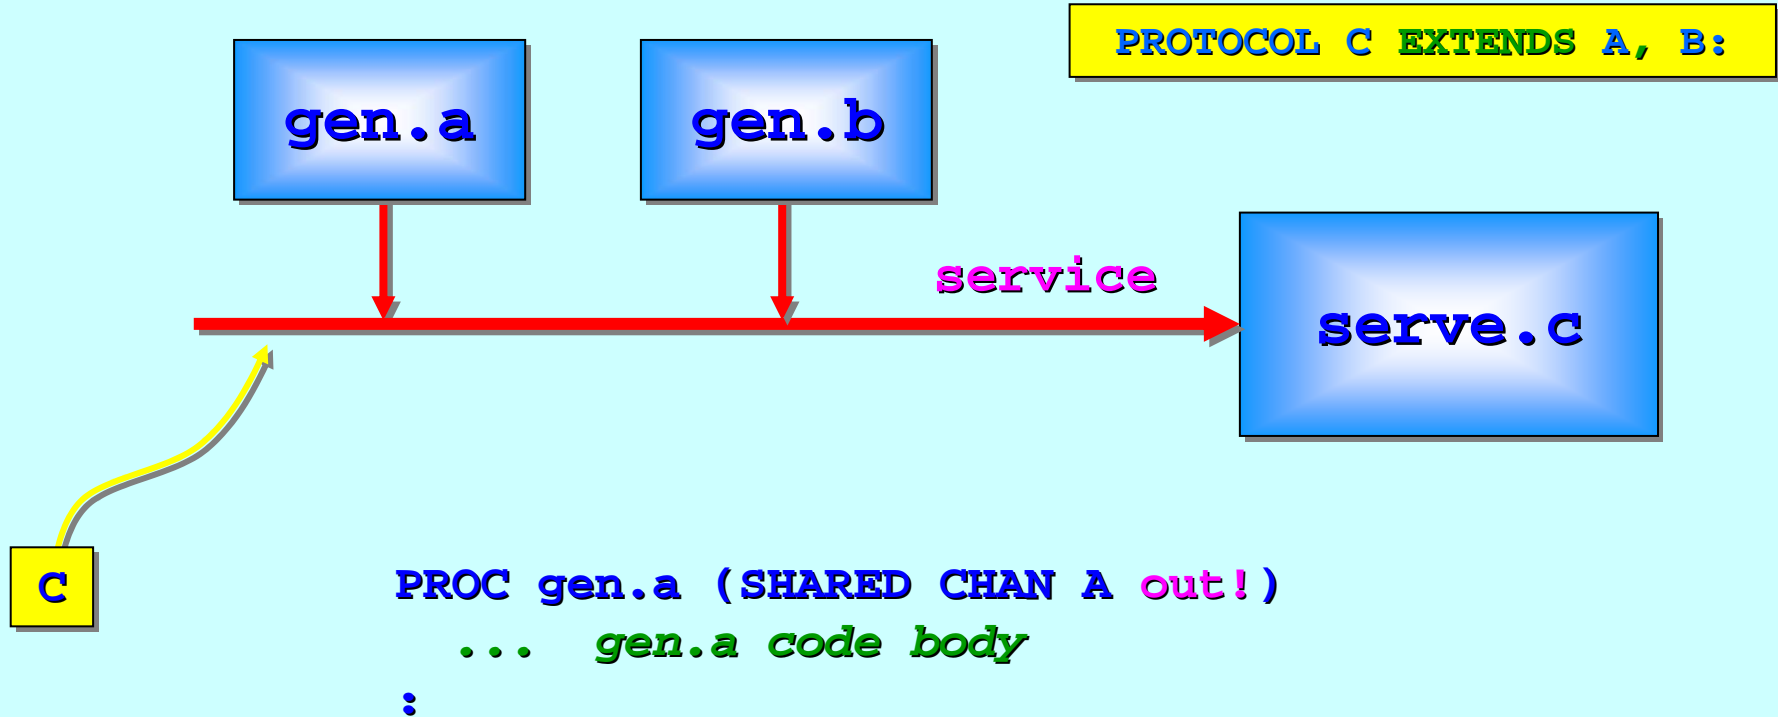 PROTOCOL C EXTENDS A, B:
gen.a
gen.b
service
serve.c
C
PROC gen.a (SHARED CHAN A out!)
... gen.a code body
: